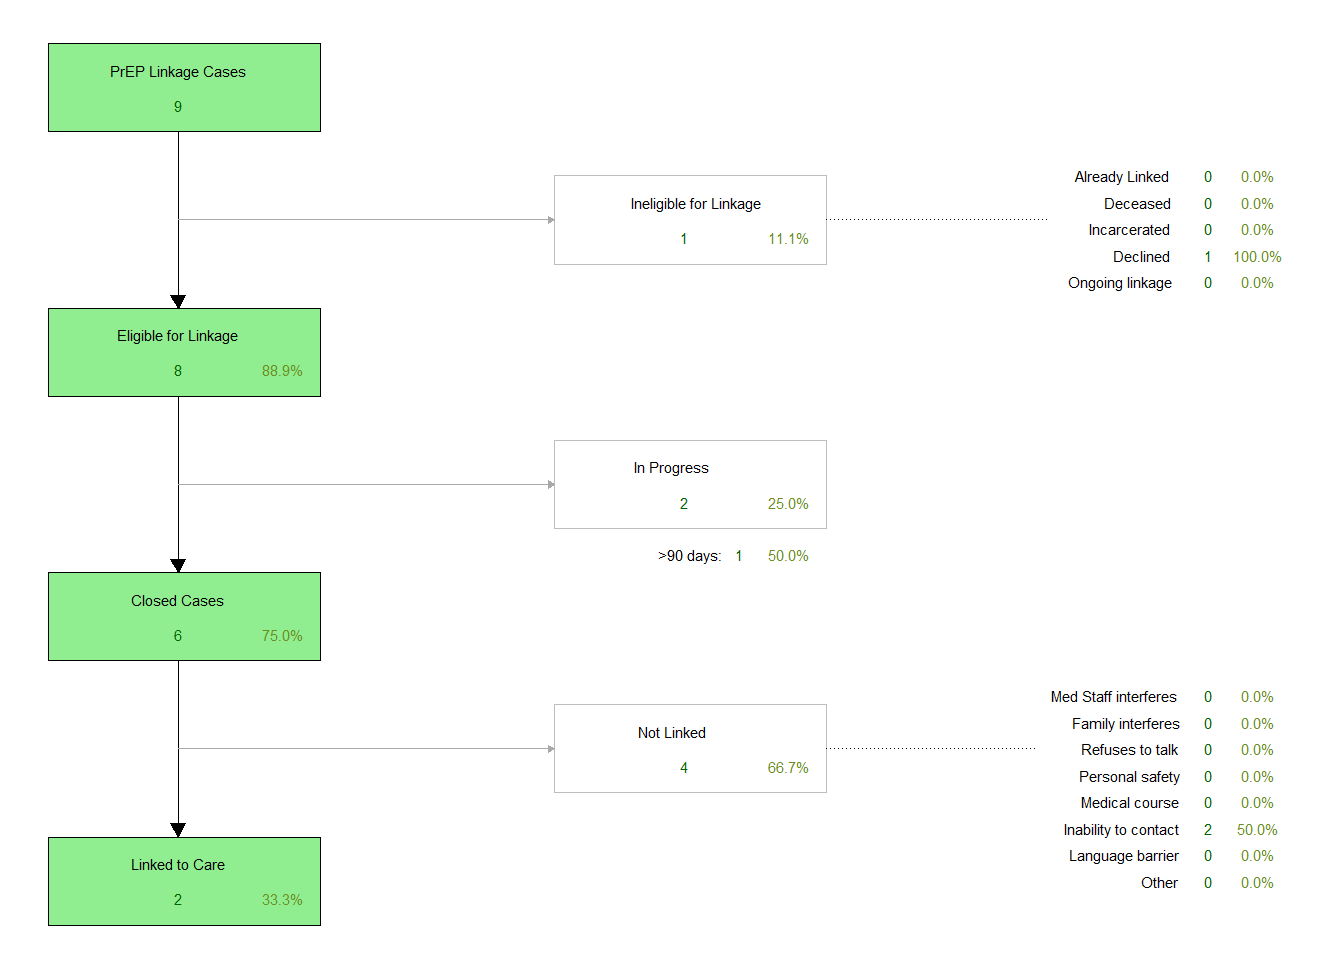 PrEP Linkage Cases
9
Ineligible for Linkage
1 11.1%
Already Linked 0 0.0%
Deceased 0 0.0%
Incarcerated 0 0.0%
Declined 1 100.0%
Ongoing linkage 0 0.0%
Eligible for Linkage
8 88.9%
In Progress
2 25.0%
>90 days: 1 50.0%
Closed Cases
6 75.0%
Not Linked
4 66.7%
Med Staff interferes 0 0.0%
Family interferes 0 0.0%
Refuses to talk 0 0.0%
Personal safety 0 0.0%
Medical course 0 0.0%
Inability to contact 2 50.0%
Language barrier 0 0.0%
Other 0 0.0%
Linked to Care
2 33.3%